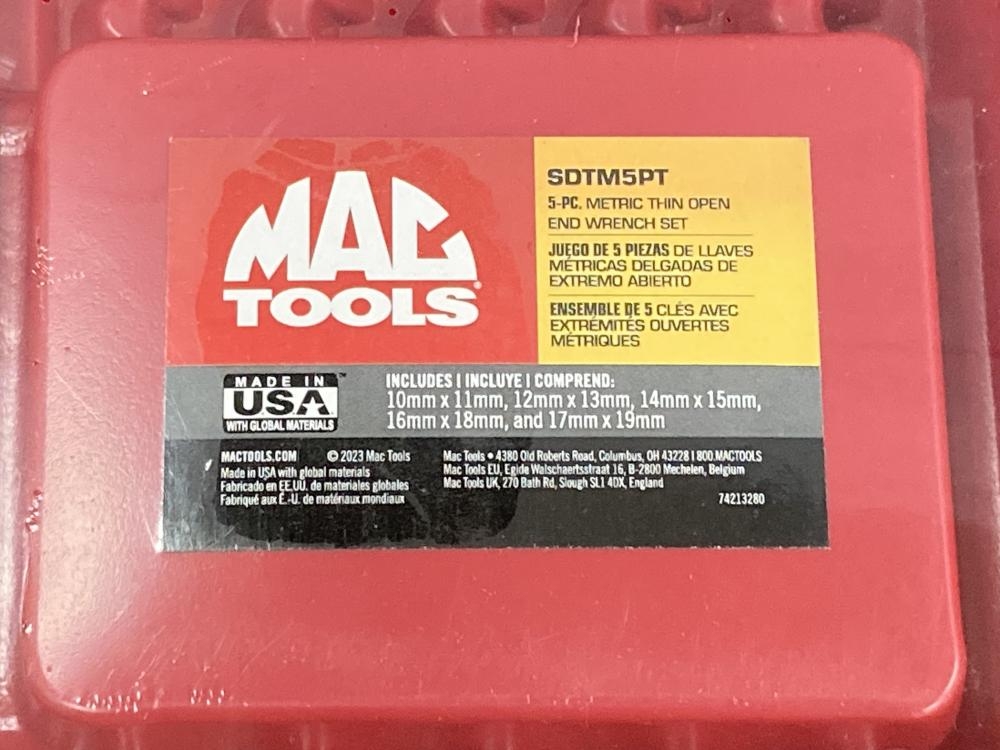 MAC
TOOLS®
SDTM5PT
5-PC. METRIC THIN OPEN
END WRENCH SET
JUEGO DE 5 PIEZAS DE LLAVES
MÉTRICAS DELGADAS DE
EXTREMO ABIERTO
ENSEMBLE DE 5 CLÉS AVEC
EXTRÉMITÉS OUVERTES
MÉTRIQUES
MADE IN™
USA
WITH GLOBAL MATERIALS
INCLUDES | INCLUYE | COMPREND:
10mm x 11mm, 12mm x 13mm, 14mm x 15mm,
16mm x 18mm, and 17mm x 19mm
MACTOOLS.COM © 2023 Mac Tools
Made in USA with global materials
Fabricado en EE.UU. de materiales globales
Fabriqué aux É.-U. de matériaux mondiaux
Mac Tools • 4380 Old Roberts Road, Columbus, OH 43228 | 800.MACTOOLS
Mac Tools EU, Egide Walschaertsstraat 16, B-2800 Mechelen, Belgium
Mac Tools UK, 270 Bath Rd, Slough SL1 4DX, England
74213280